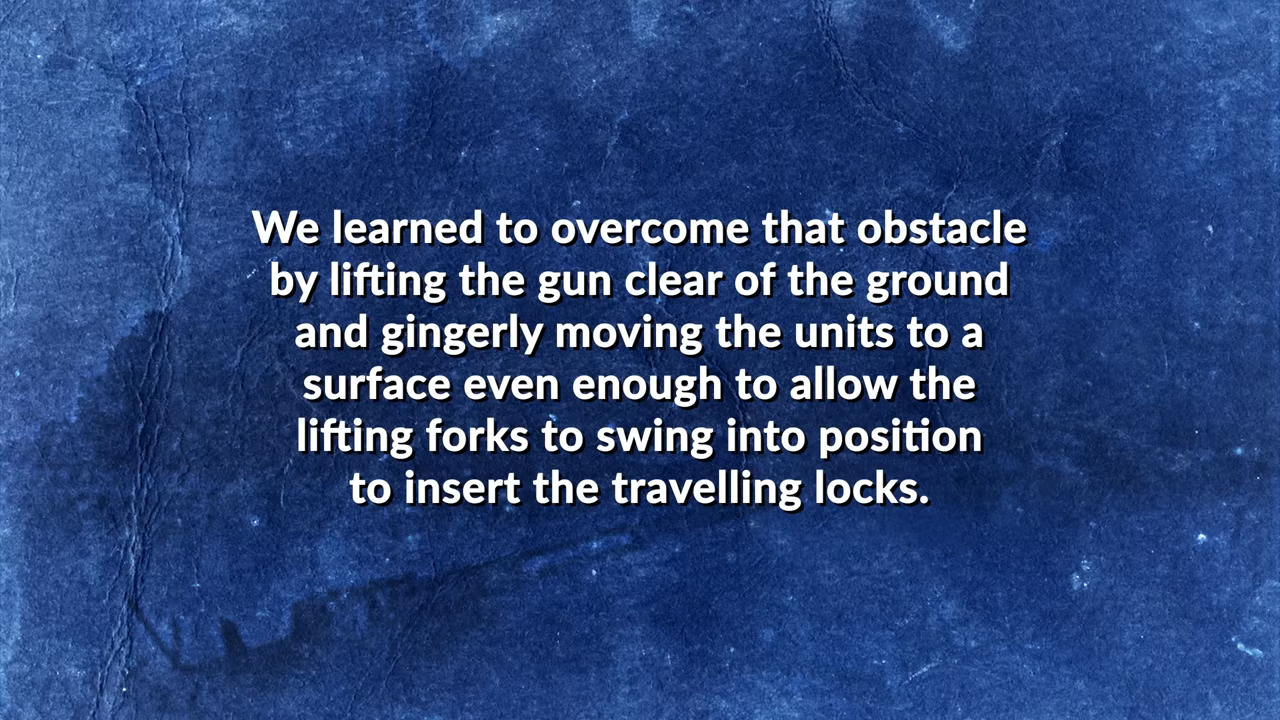 We learned to overcome that obstacle
by lifting the gun clear of the ground
and gingerly moving the units to a
surface even enough to allow the
lifting forks to swing into position
to insert the travelling locks.